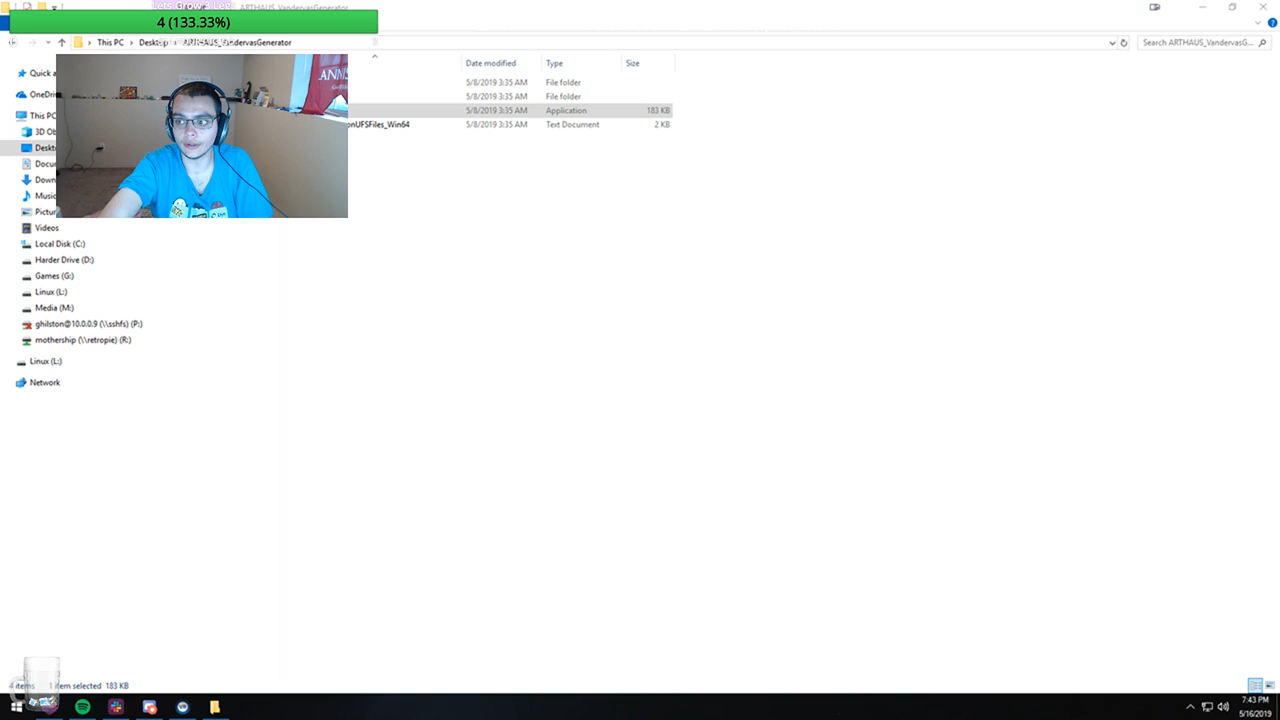 ARTHAUS_VandervasGenerator
4 (133.33%)
This PC
Desktop
ARTHAUS_VandervasGenerator
Search ARTHAUS_VandervasG...
Date modified
Type
Size
5/8/2019 3:35 AM
File folder
5/8/2019 3:35 AM
File folder
5/8/2019 3:35 AM
Application
183 KB
onUFSFiles_Win64
5/8/2019 3:35 AM
Text Document
2 KB
ANNIS
Quick a
OneDriv
This PC
3D Ob
Deskto
Docu
Down
Music
Pictur
Videos
Local Disk (C:)
Harder Drive (D:)
Games (G:)
Linux (L:)
Media (M:)
ghilston@10.0.0.9 (\\sshfs) (P:)
mothership (\\retropie) (R:)
Linux (L:)
Network
4 items
1 item selected
183 KB
7:43 PM
5/16/2019